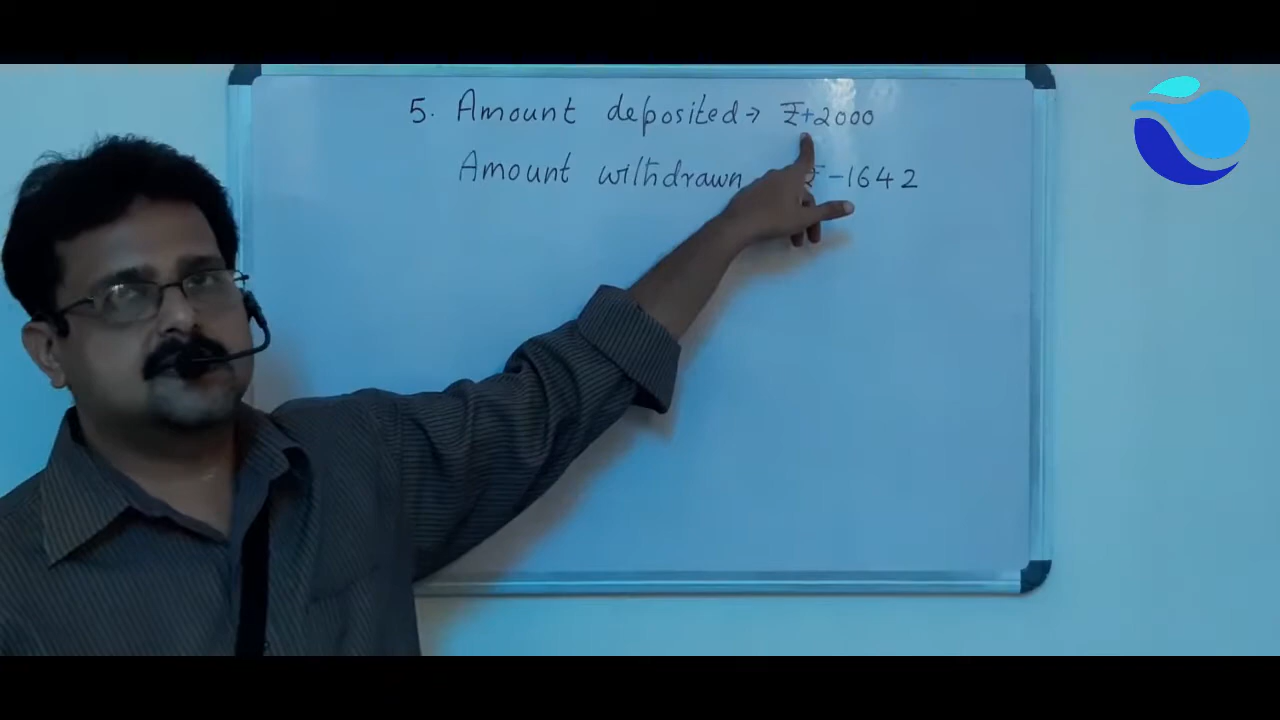 5. Amount deposited → ₹+2000
Amount withdrawn ₹ -1642